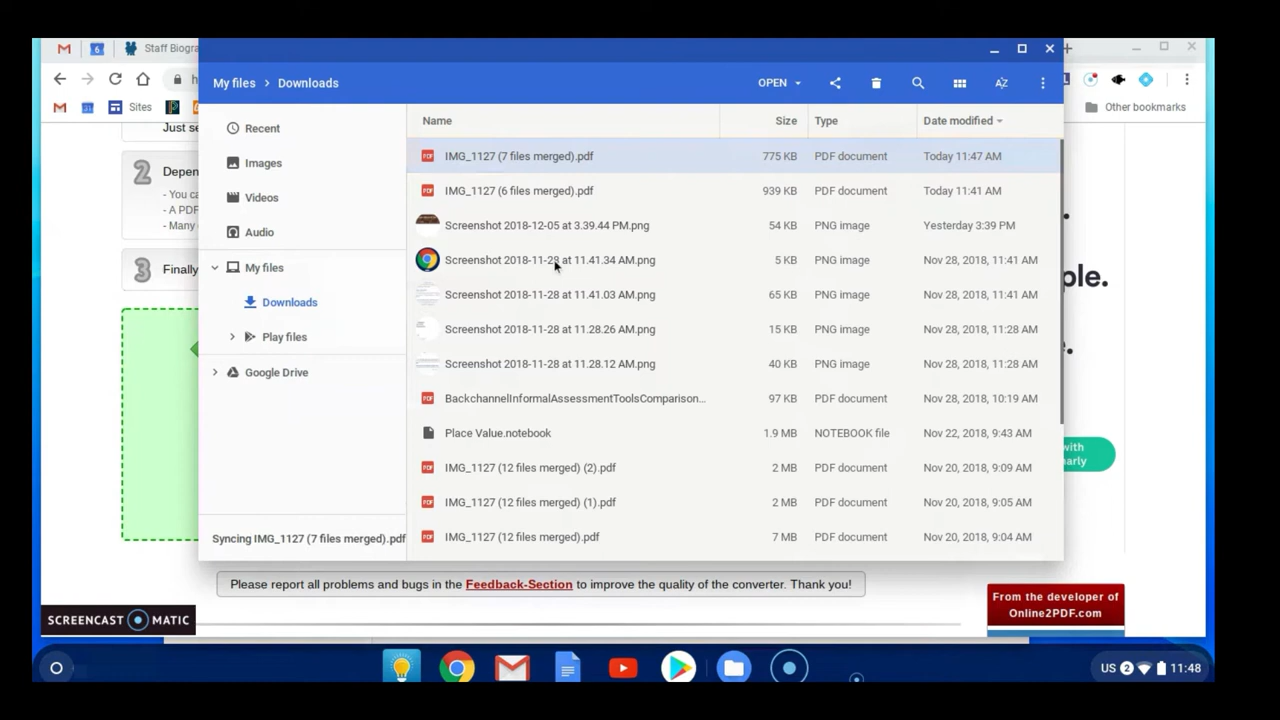 Staff Biogra
Sites
Other bookmarks
My files > Downloads
OPEN
AZ
Recent
Images
Videos
Audio
My files
Downloads
Play files
Google Drive
Syncing IMG_1127 (7 files merged).pdf
Name Size Type Date modified
IMG_1127 (7 files merged).pdf 775 KB PDF document Today 11:47 AM
IMG_1127 (6 files merged).pdf 939 KB PDF document Today 11:41 AM
Screenshot 2018-12-05 at 3.39.44 PM.png 54 KB PNG image Yesterday 3:39 PM
Screenshot 2018-11-28 at 11.41.34 AM.png 5 KB PNG image Nov 28, 2018, 11:41 AM
Screenshot 2018-11-28 at 11.41.03 AM.png 65 KB PNG image Nov 28, 2018, 11:41 AM
Screenshot 2018-11-28 at 11.28.26 AM.png 15 KB PNG image Nov 28, 2018, 11:28 AM
Screenshot 2018-11-28 at 11.28.12 AM.png 40 KB PNG image Nov 28, 2018, 11:28 AM
BackchannelInformalAssessmentToolsComparison... 97 KB PDF document Nov 28, 2018, 10:19 AM
Place Value.notebook 1.9 MB NOTEBOOK file Nov 22, 2018, 9:43 AM
IMG_1127 (12 files merged) (2).pdf 2 MB PDF document Nov 20, 2018, 9:09 AM
IMG_1127 (12 files merged) (1).pdf 2 MB PDF document Nov 20, 2018, 9:05 AM
IMG_1127 (12 files merged).pdf 7 MB PDF document Nov 20, 2018, 9:04 AM
Just se
2 Depen
- You ca
- A PDF
- Many
3 Finally
ple.
with
narly
Please report all problems and bugs in the Feedback-Section to improve the quality of the converter. Thank you!
From the developer of
Online2PDF.com
SCREENCAST MATIC
US 2 11:48